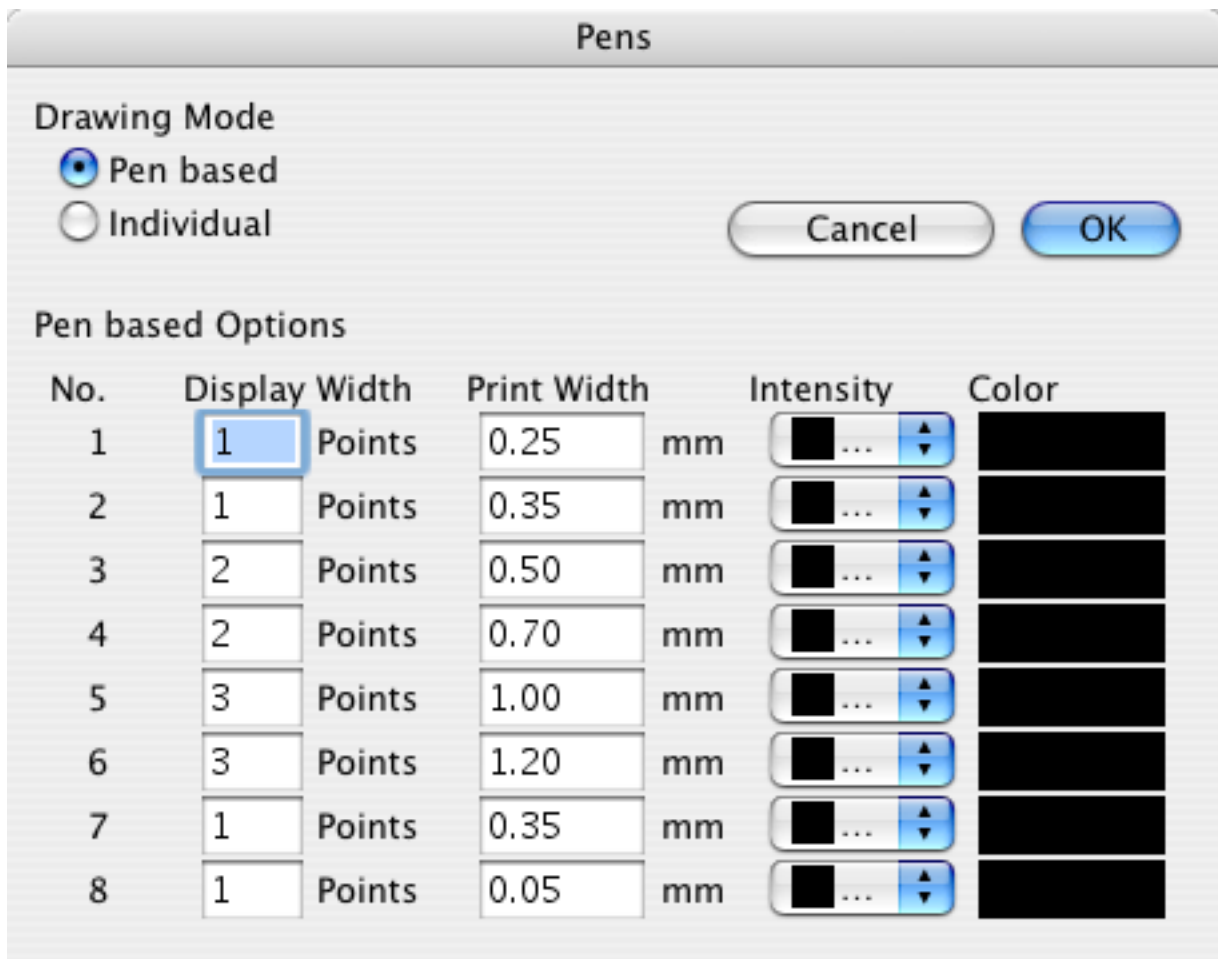 Pens
Drawing Mode
Pen based
Individual
Cancel OK
Pen based Options
No. Display Width Print Width Intensity Color
1 1 Points 0.25 mm ...
2 1 Points 0.35 mm ...
3 2 Points 0.50 mm ...
4 2 Points 0.70 mm ...
5 3 Points 1.00 mm ...
6 3 Points 1.20 mm ...
7 1 Points 0.35 mm ...
8 1 Points 0.05 mm ...